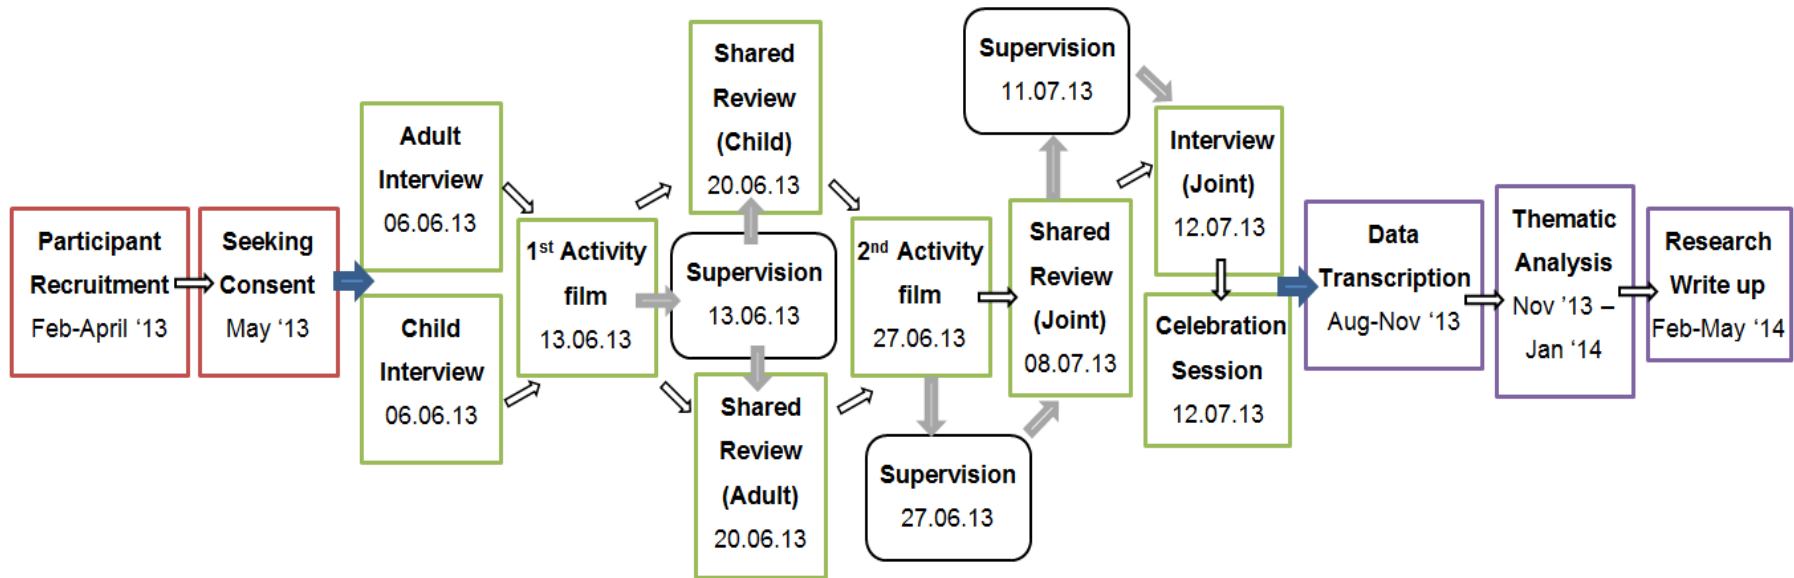 Participant
Recruitment
Feb-April ‘13
Seeking
Consent
May ‘13
Adult
Interview
06.06.13
Child
Interview
06.06.13
1st Activity
film
13.06.13
Shared
Review
(Child)
20.06.13
Supervision
13.06.13
Shared
Review
(Adult)
20.06.13
2nd Activity
film
27.06.13
Supervision
27.06.13
Shared
Review
(Joint)
08.07.13
Supervision
11.07.13
Interview
(Joint)
12.07.13
Celebration
Session
12.07.13
Data
Transcription
Aug-Nov ‘13
Thematic
Analysis
Nov ’13 –
Jan ‘14
Research
Write up
Feb-May ‘14